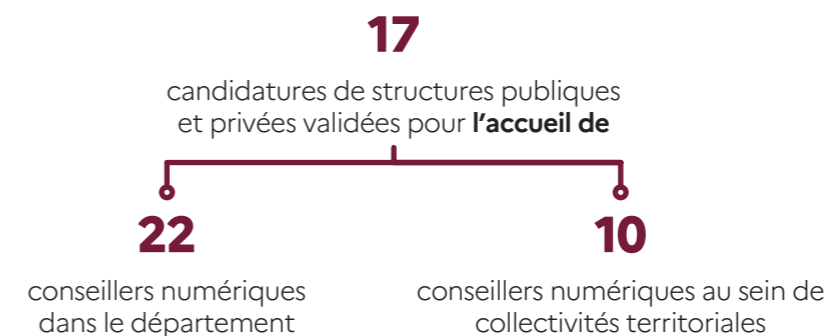 17
candidatures de structures publiques
et privées validées pour l’accueil de
22
conseillers numériques
dans le département
10
conseillers numériques au sein de
collectivités territoriales